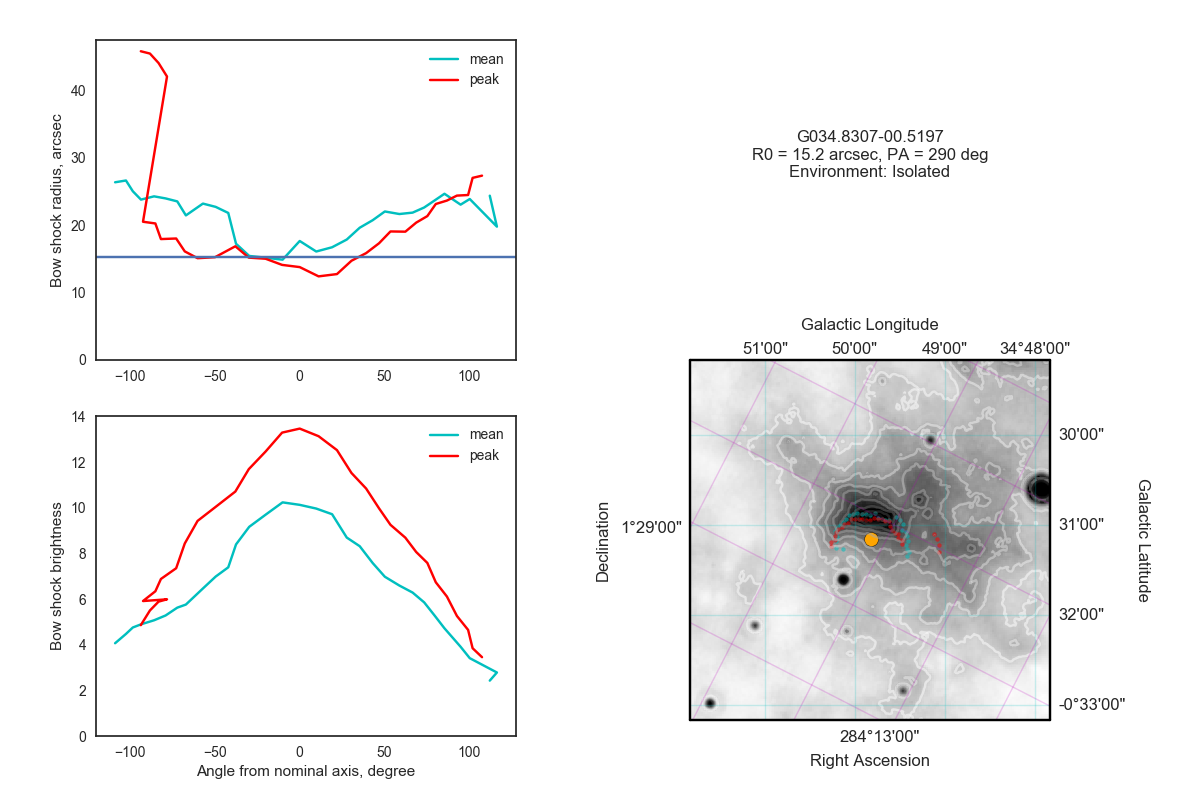 mean
peak
40
30
20
10
0
Bow shock radius, arcsec
−100
−50
0
50
100
14
12
10
8
6
4
2
0
mean
peak
Bow shock brightness
−100
−50
0
50
100
Angle from nominal axis, degree
G034.8307-00.5197
R0 = 15.2 arcsec, PA = 290 deg
Environment: Isolated
Galactic Longitude
51'00"
50'00"
49'00"
34°48'00"
30'00"
31'00"
32'00"
-0°33'00"
Galactic Latitude
1°29'00"
Declination
284°13'00"
Right Ascension